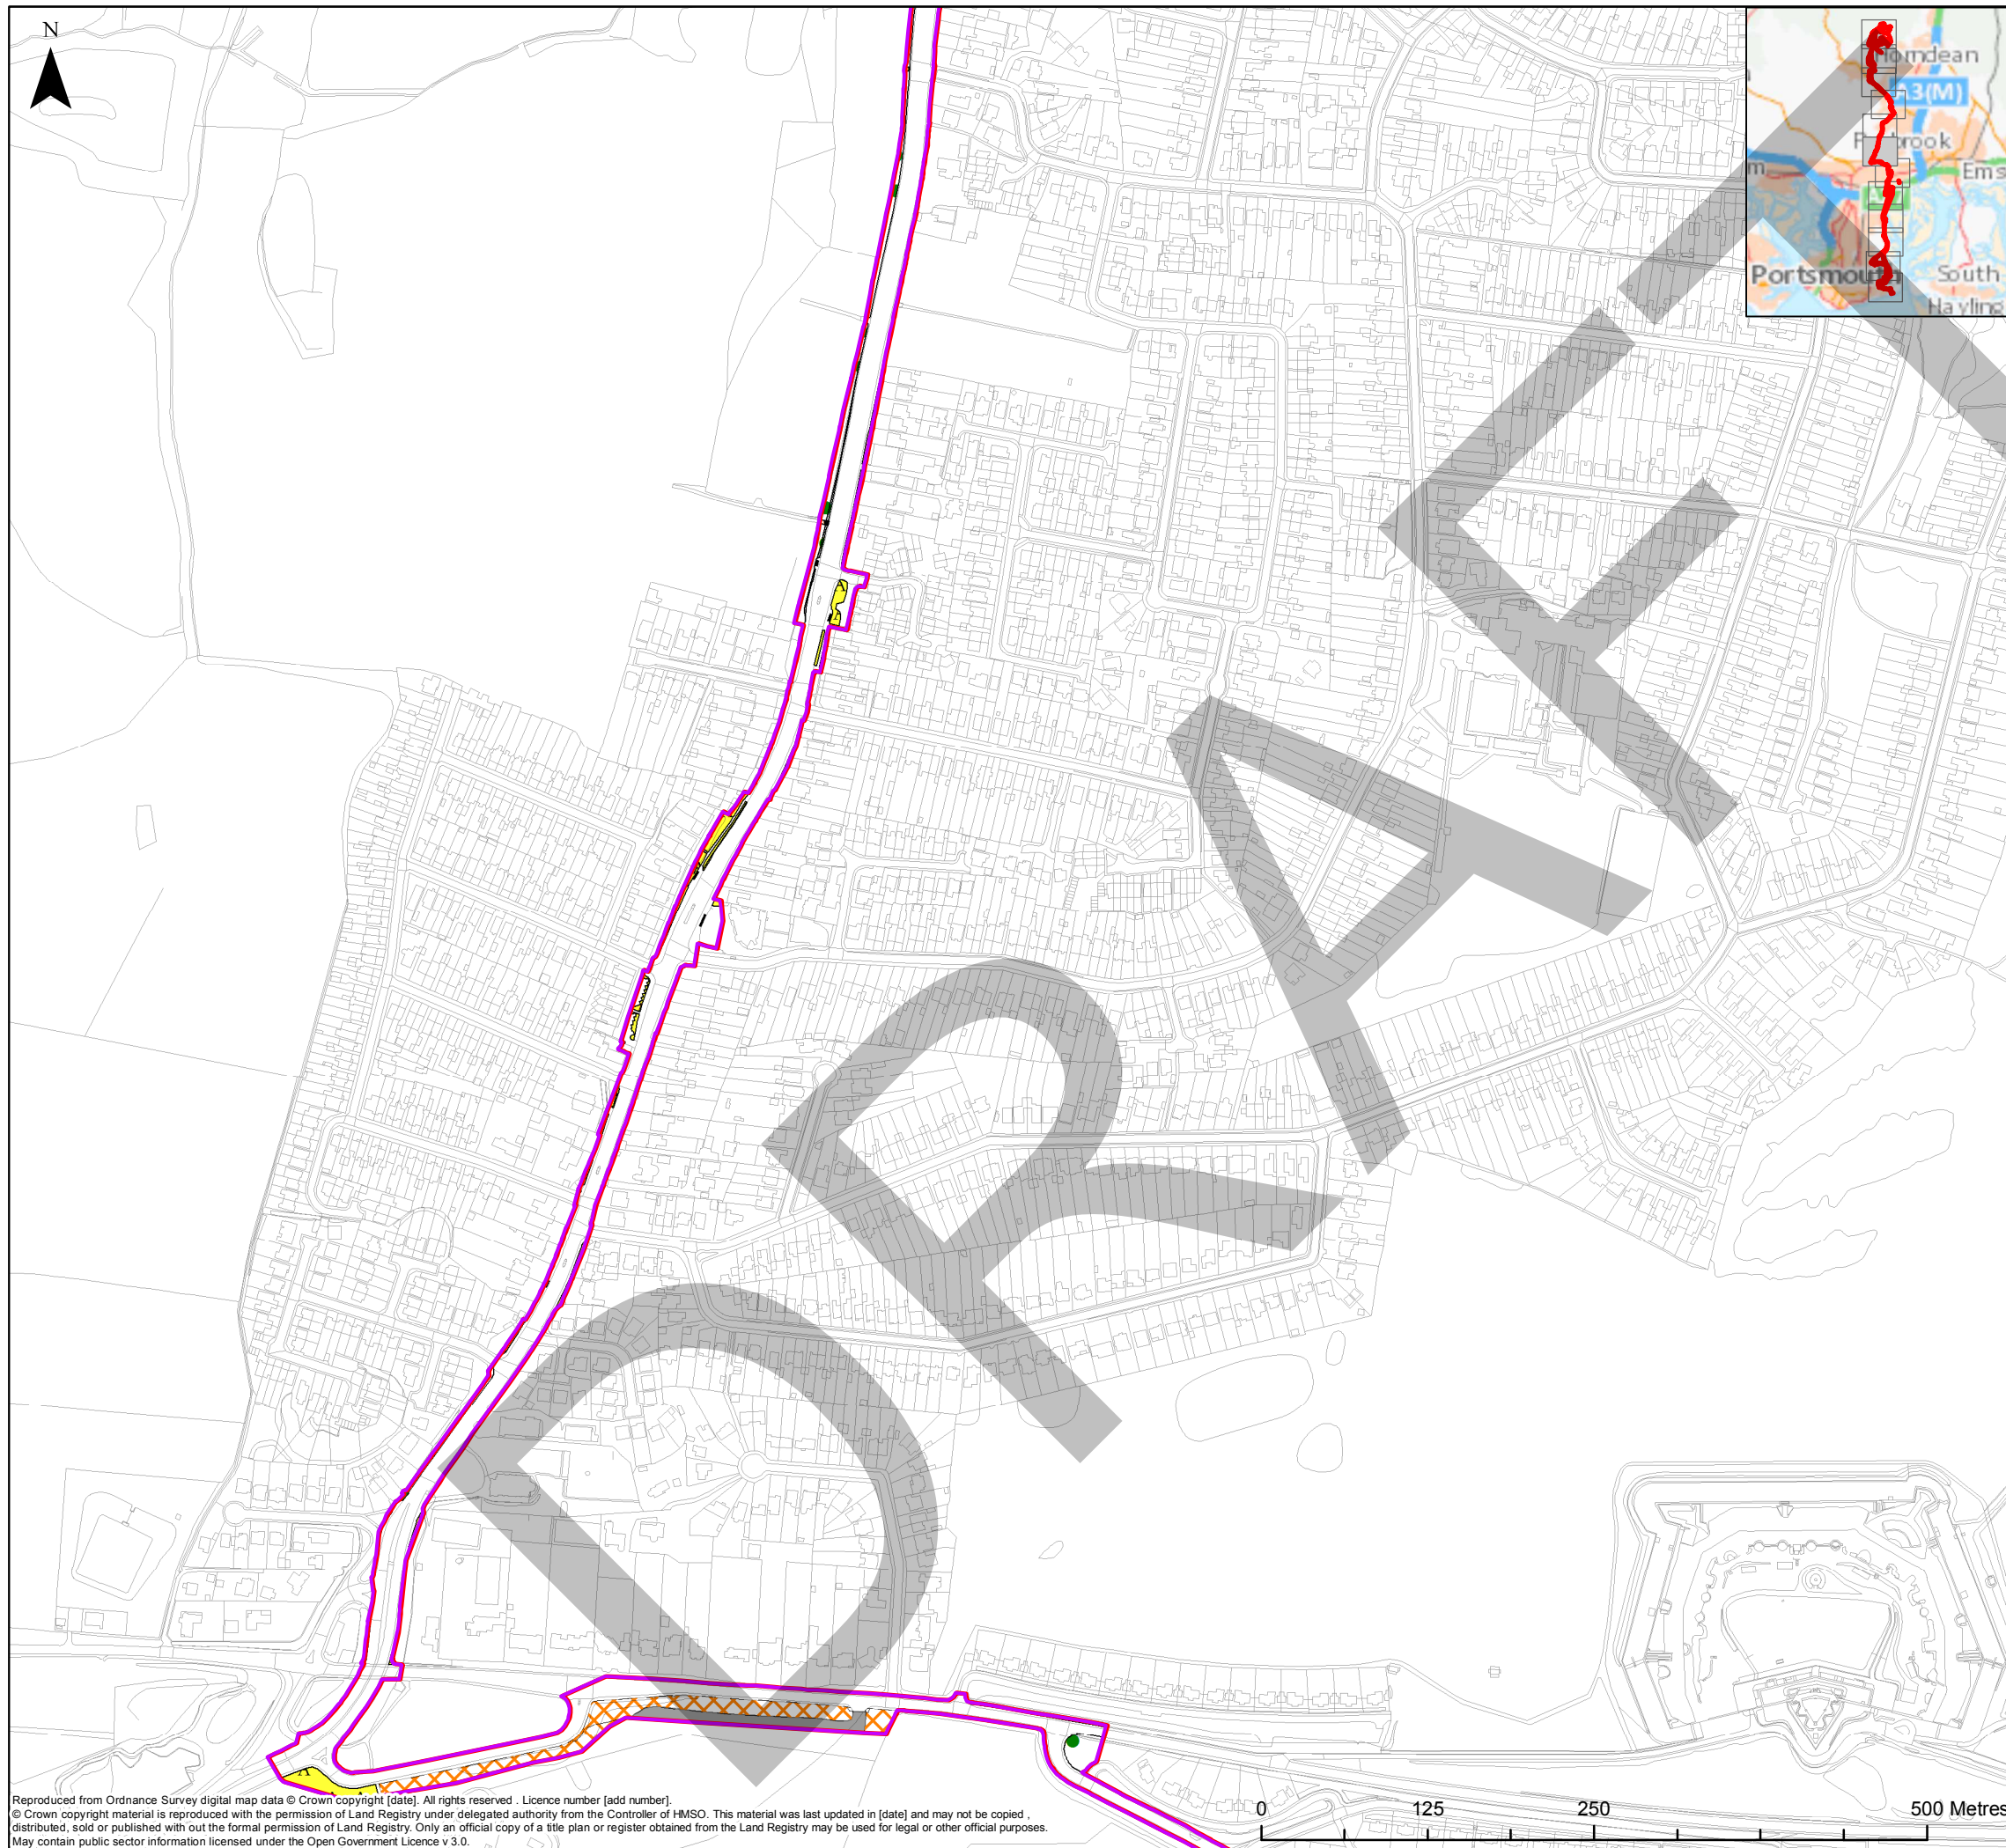 N
Horndean
A3(M)
Ems
Portsmouth
South
Hayling
A
A
A
DRAFT
0 125 250 500 Metres
Reproduced from Ordnance Survey digital map data © Crown copyright [date]. All rights reserved . Licence number [add number].
© Crown copyright material is reproduced with the permission of Land Registry under delegated authority from the Controller of HMSO. This material was last updated in [date] and may not be copied ,
distributed, sold or published with out the formal permission of Land Registry. Only an official copy of a title plan or register obtained from the Land Registry may be used for legal or other official purposes.
May contain public sector information licensed under the Open Government Licence v 3.0.